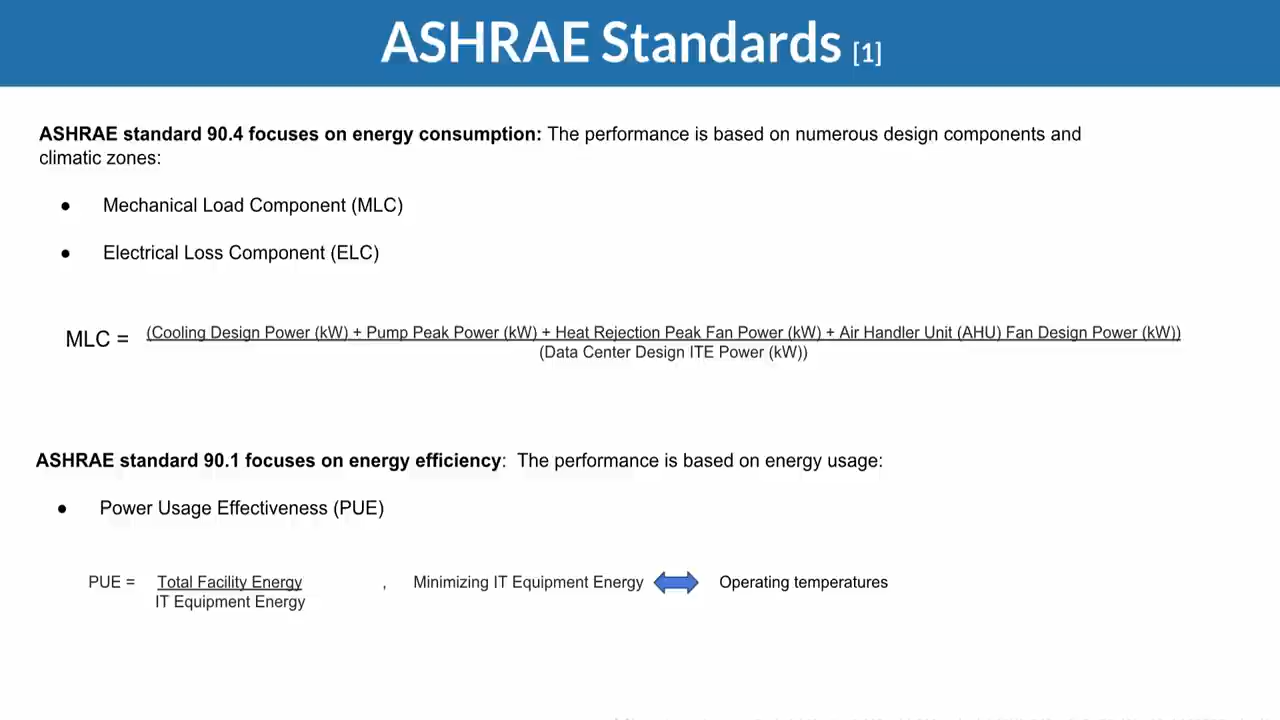 ASHRAE Standards [1]
ASHRAE standard 90.4 focuses on energy consumption: The performance is based on numerous design components and
climatic zones:
● Mechanical Load Component (MLC)
● Electrical Loss Component (ELC)
MLC = (Cooling Design Power (kW) + Pump Peak Power (kW) + Heat Rejection Peak Fan Power (kW) + Air Handler Unit (AHU) Fan Design Power (kW))
(Data Center Design ITE Power (kW))
ASHRAE standard 90.1 focuses on energy efficiency:  The performance is based on energy usage:
● Power Usage Effectiveness (PUE)
PUE = Total Facility Energy , Minimizing IT Equipment Energy Operating temperatures
IT Equipment Energy